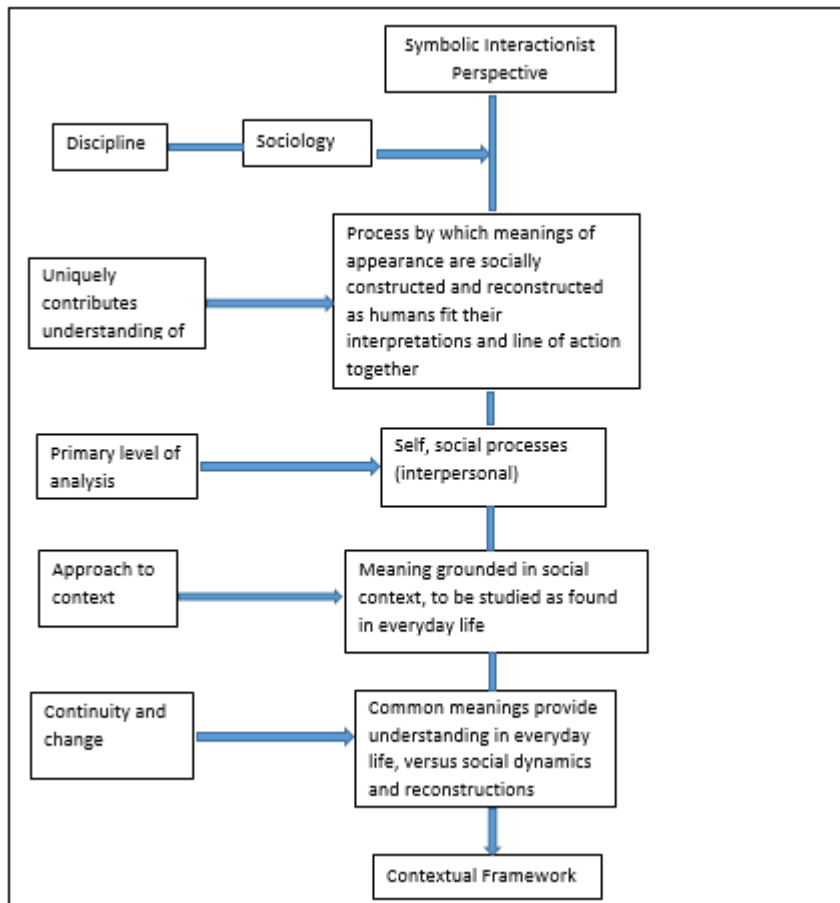 Symbolic Interactionist
Perspective
Discipline
Sociology
Process by which meanings of
appearance are socially
constructed and reconstructed
as humans fit their
interpretations and line of action
together
Uniquely
contributes
understanding of
Self, social processes
(interpersonal)
Primary level of
analysis
Approach to
context
Meaning grounded in social
context, to be studied as found
in everyday life
Continuity and
change
Common meanings provide
understanding in everyday
life, versus social dynamics
and reconstructions
Contextual Framework